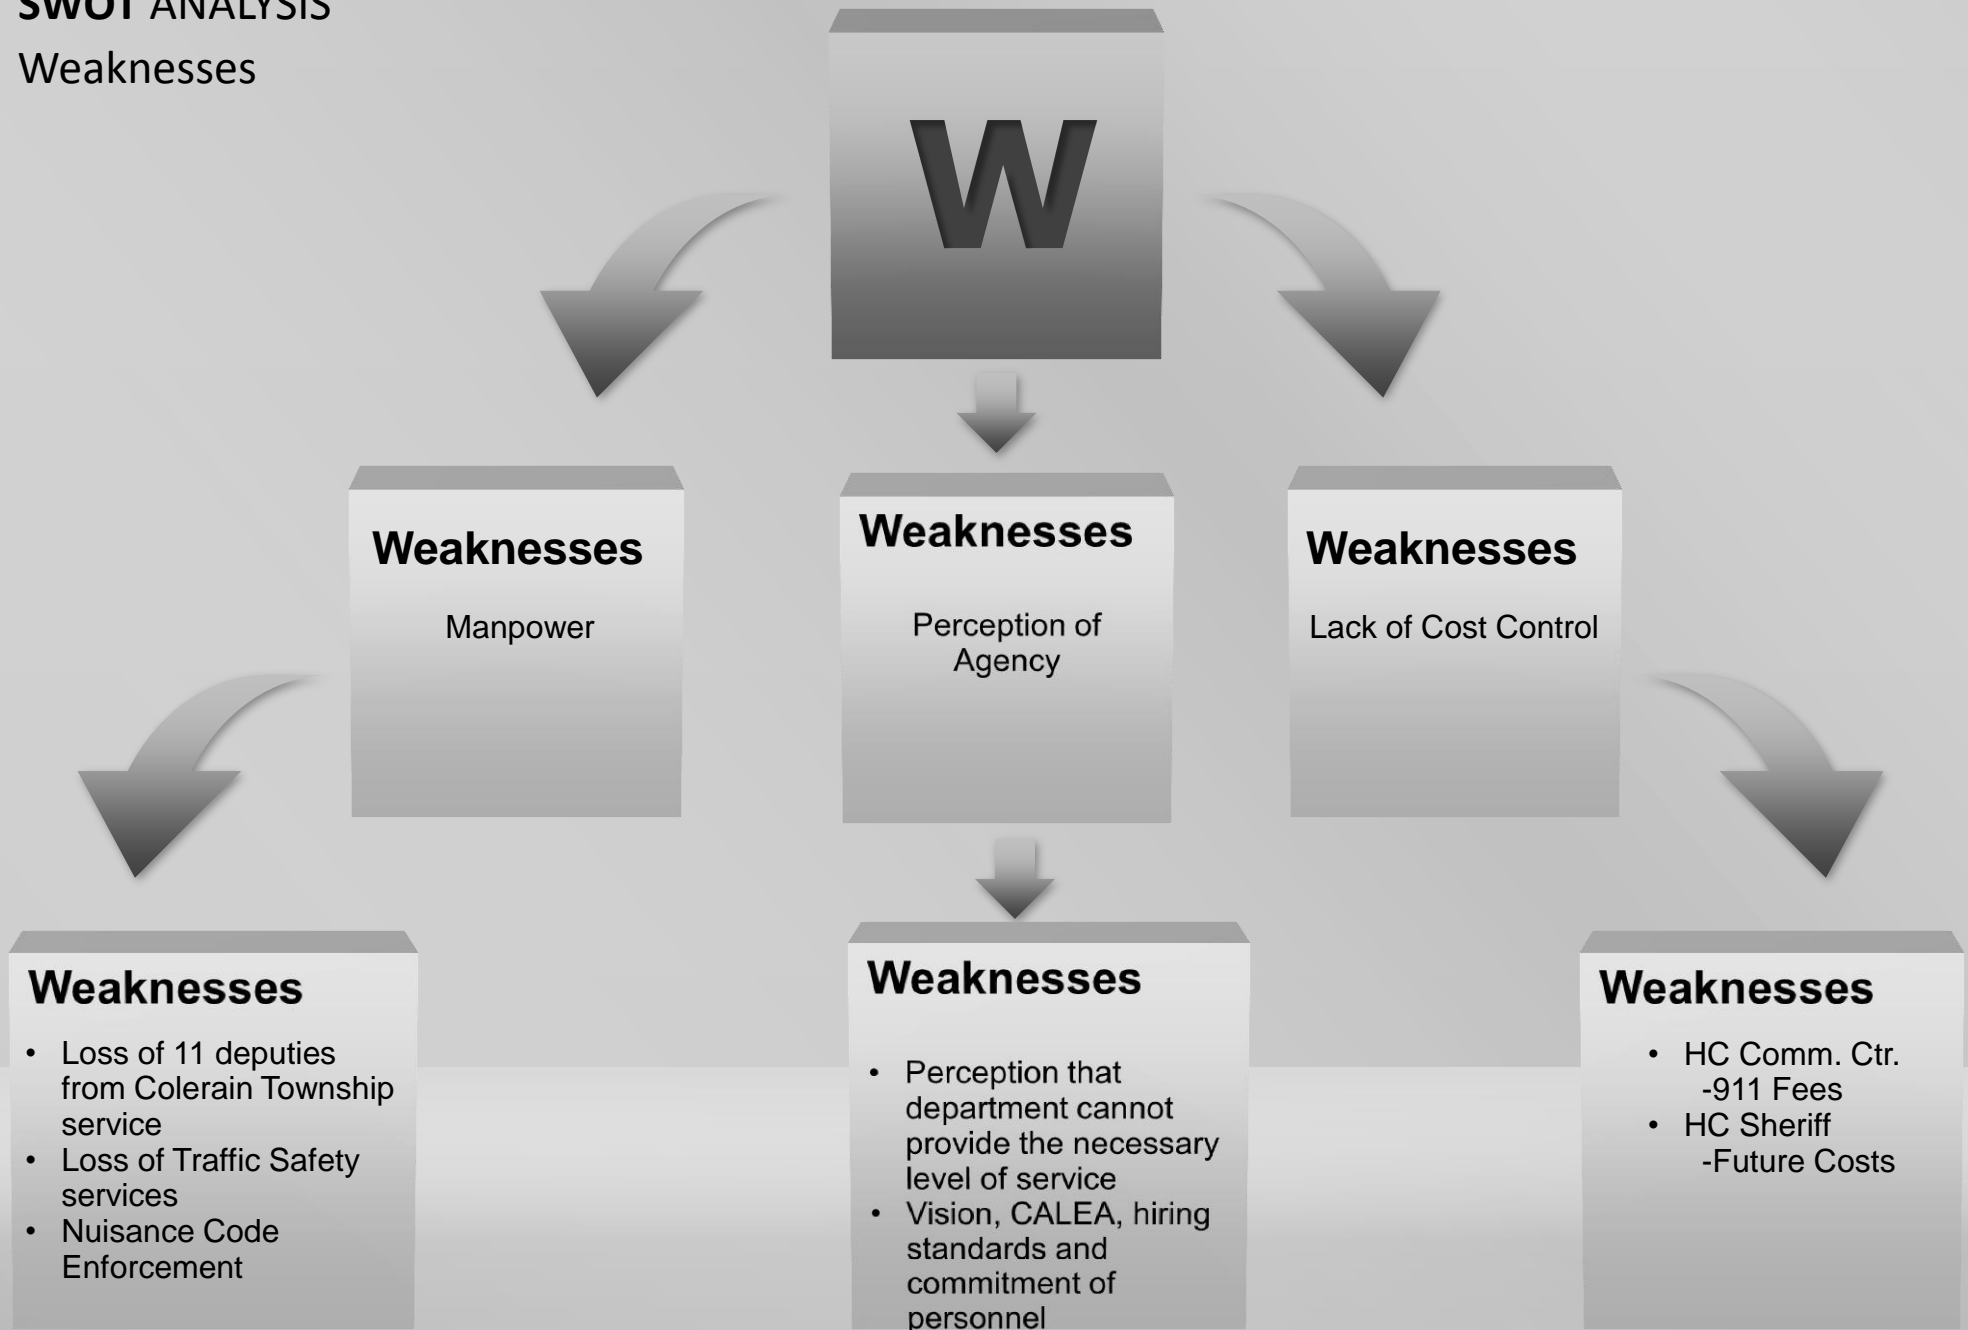 SWOT ANALYSIS
Weaknesses
W
Weaknesses
Manpower
Weaknesses
Perception of
Agency
Weaknesses
Lack of Cost Control
Weaknesses
• Loss of 11 deputies
from Colerain Township
service
• Loss of Traffic Safety
services
• Nuisance Code
Enforcement
Weaknesses
• Perception that
department cannot
provide the necessary
level of service
• Vision, CALEA, hiring
standards and
commitment of
personnel
Weaknesses
• HC Comm. Ctr.
-911 Fees
• HC Sheriff
-Future Costs